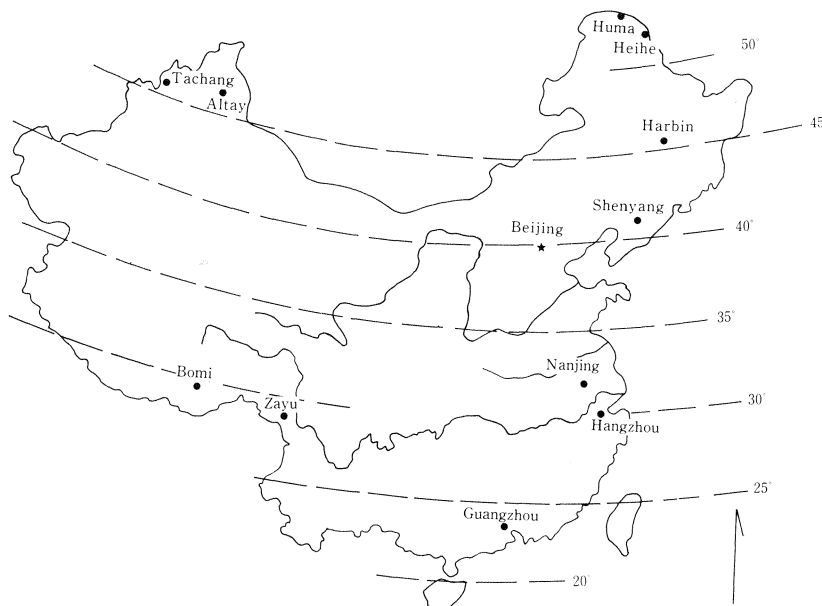 Huma
Heihe
50°
Tachang
Altay
45
Harbin
Shenyang
Beijing
40°
35°
Nanjing
Bomi
Zayu
30°
Hangzhou
25°
Guangzhou
20°